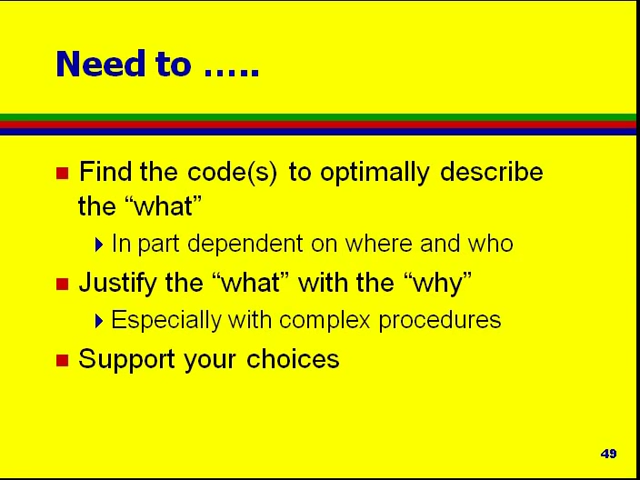 Need to …..
Find the code(s) to optimally describe
the “what”
In part dependent on where and who
Justify the “what” with the “why”
Especially with complex procedures
Support your choices
49